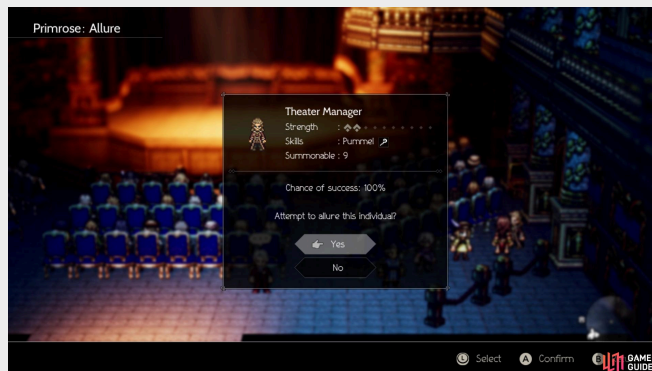 Primrose: Allure
Theater Manager
Strength :
Skills : Pummel
Summonable : 9
Chance of success: 100%
Attempt to allure this individual?
Yes
No
L Select A Confirm B
GAME
GUIDE